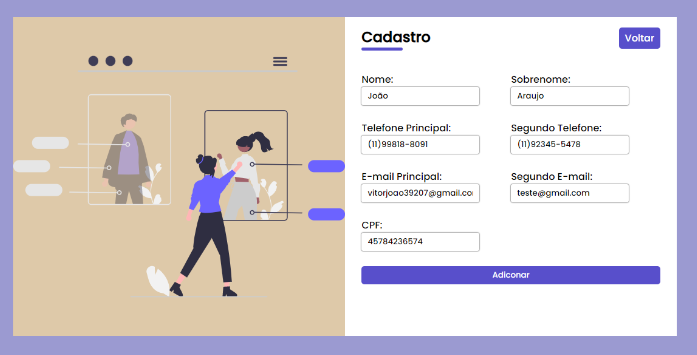 Cadastro
Voltar
Nome: Sobrenome:
João Araujo
Telefone Principal: Segundo Telefone:
(11)99818-8091 (11)92345-5478
E-mail Principal: Segundo E-mail:
vitorjoao39207@gmail.co teste@gmail.com
CPF:
45784236574
Adiconar